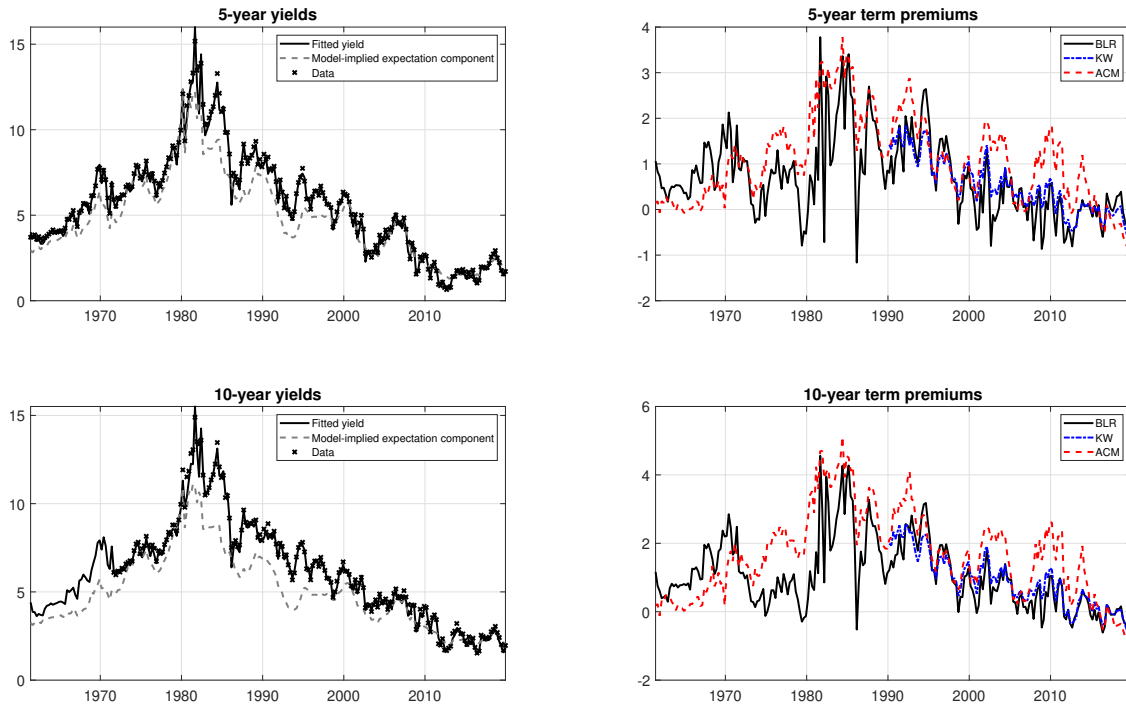 5-year yields
15
10
5
0
Fitted yield
Model-implied expectation component
Data
1970 1980 1990 2000 2010
5-year term premiums
4
3
2
1
0
-1
-2
BLR
KW
ACM
1970 1980 1990 2000 2010
10-year yields
15
10
5
0
Fitted yield
Model-implied expectation component
Data
1970 1980 1990 2000 2010
10-year term premiums
6
4
2
0
-2
BLR
KW
ACM
1970 1980 1990 2000 2010